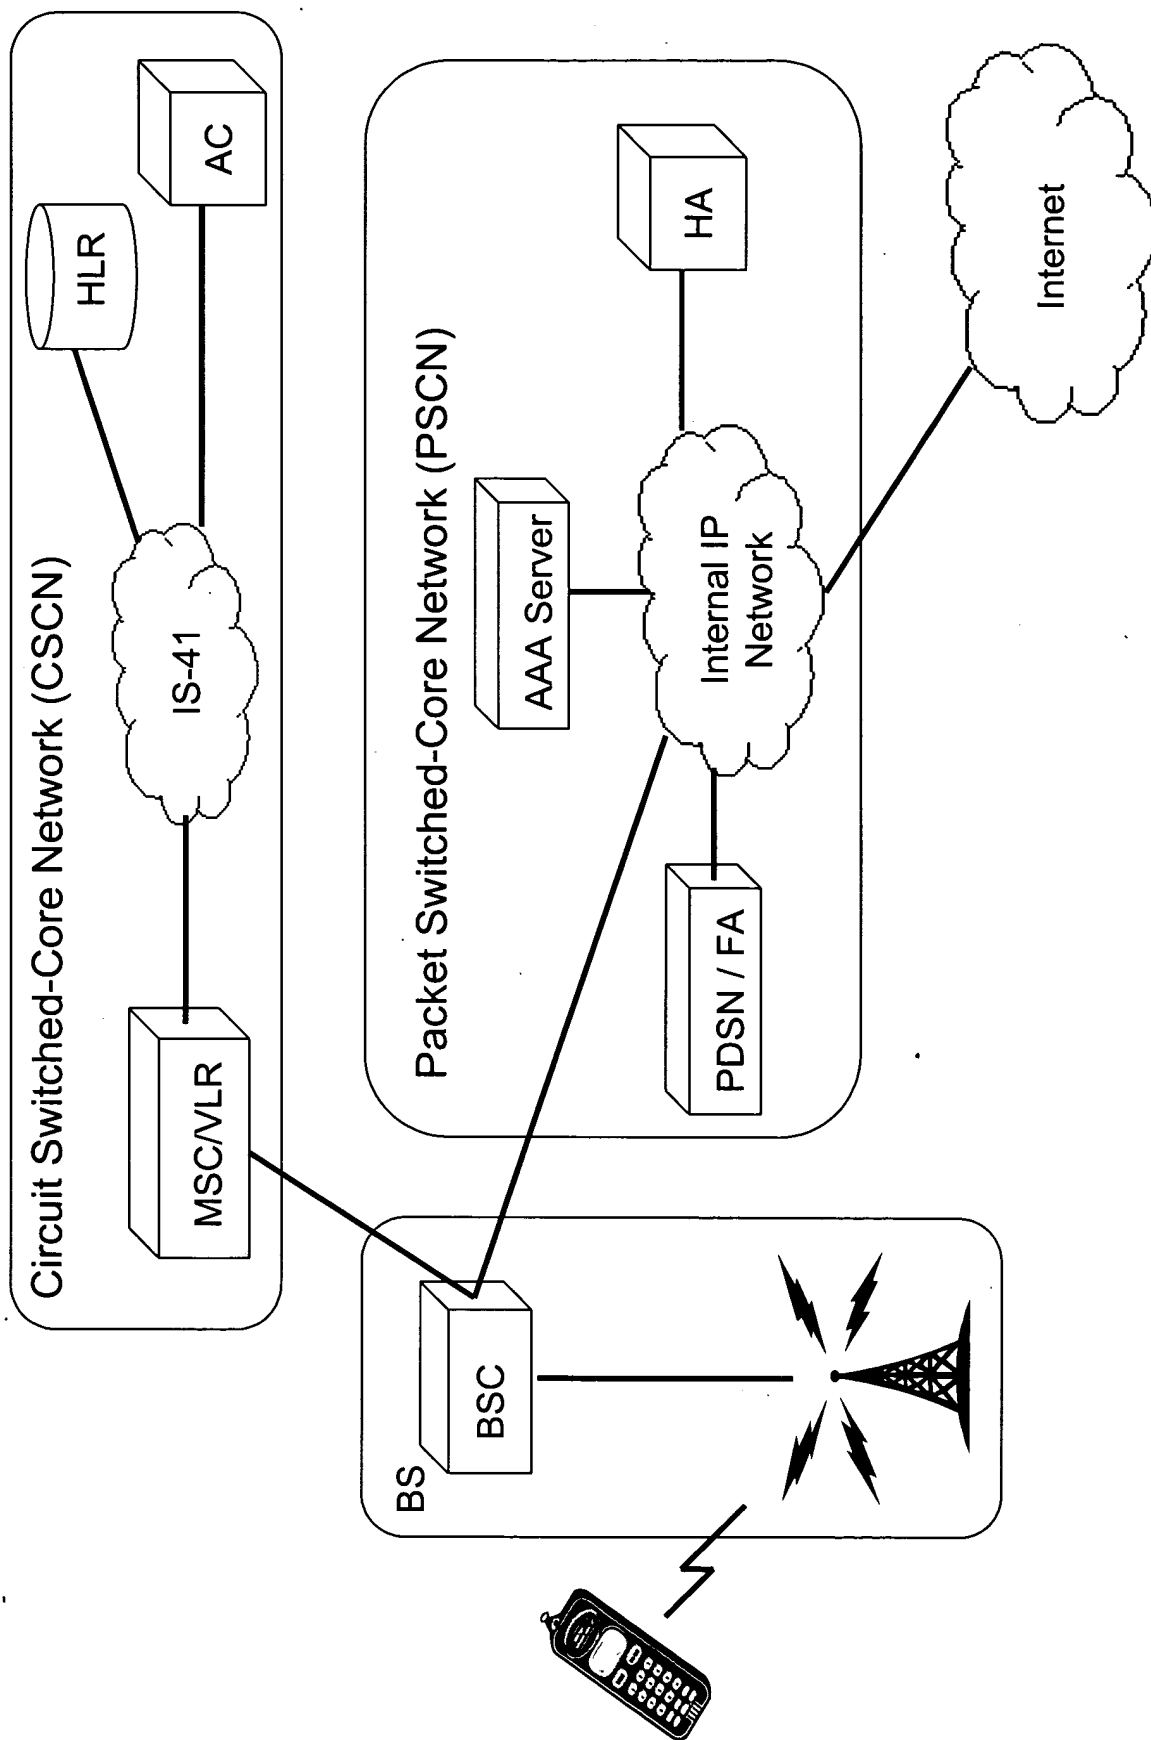 Circuit Switched-Core Network (CSCN)
MSC/VLR
IS-41
HLR
AC
Packet Switched-Core Network (PSCN)
AAA Server
PDSN / FA
Internal IP
Network
HA
BS
BSC
Internet